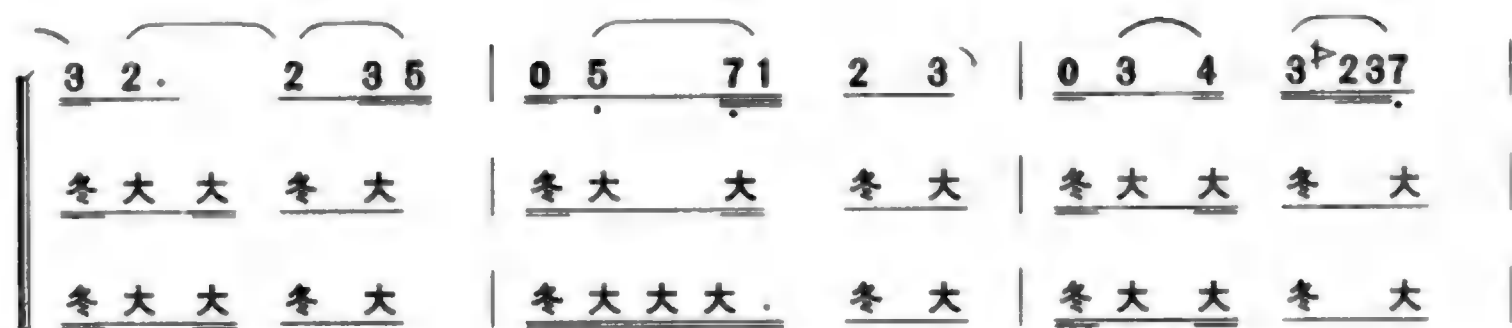 3 2 . 2 3 5 | 0 5 7 1 2 3 | 0 3 4 3 2 3 7 |
冬 大 大 冬 大 | 冬 大 大 冬 大 | 冬 大 大 冬 大 |
冬 大 大 冬 大 | 冬 大 大 大 . 冬 大 | 冬 大 大 冬 大 |